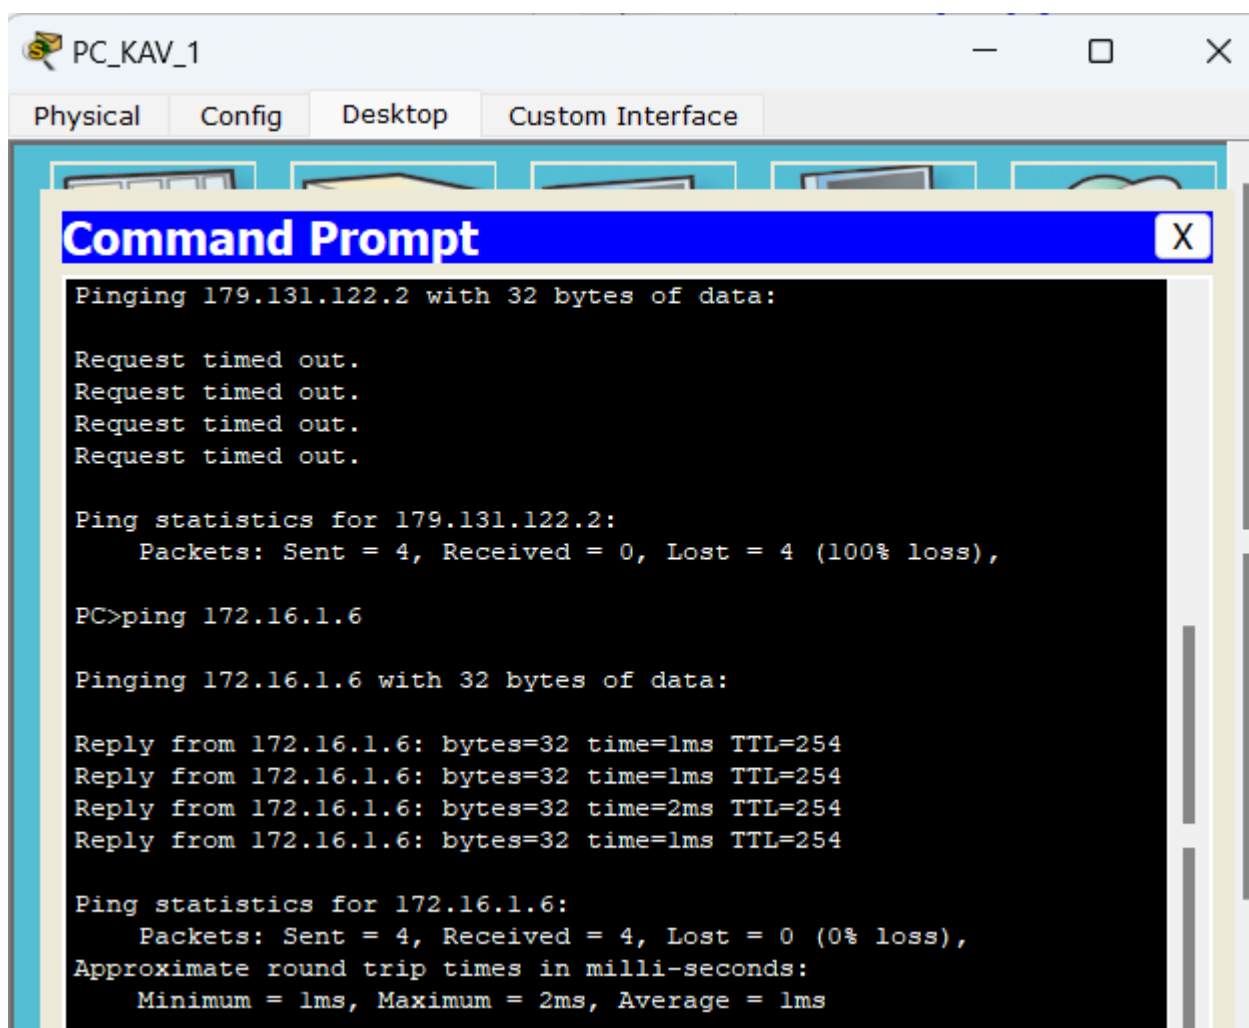 PC_KAV_1
Physical Config Desktop Custom Interface
Command Prompt X
Pinging 179.131.122.2 with 32 bytes of data:
Request timed out.
Request timed out.
Request timed out.
Request timed out.
Ping statistics for 179.131.122.2:
Packets: Sent = 4, Received = 0, Lost = 4 (100% loss),
PC>ping 172.16.1.6
Pinging 172.16.1.6 with 32 bytes of data:
Reply from 172.16.1.6: bytes=32 time=1ms TTL=254
Reply from 172.16.1.6: bytes=32 time=1ms TTL=254
Reply from 172.16.1.6: bytes=32 time=2ms TTL=254
Reply from 172.16.1.6: bytes=32 time=1ms TTL=254
Ping statistics for 172.16.1.6:
Packets: Sent = 4, Received = 4, Lost = 0 (0% loss),
Approximate round trip times in milli-seconds:
Minimum = 1ms, Maximum = 2ms, Average = 1ms